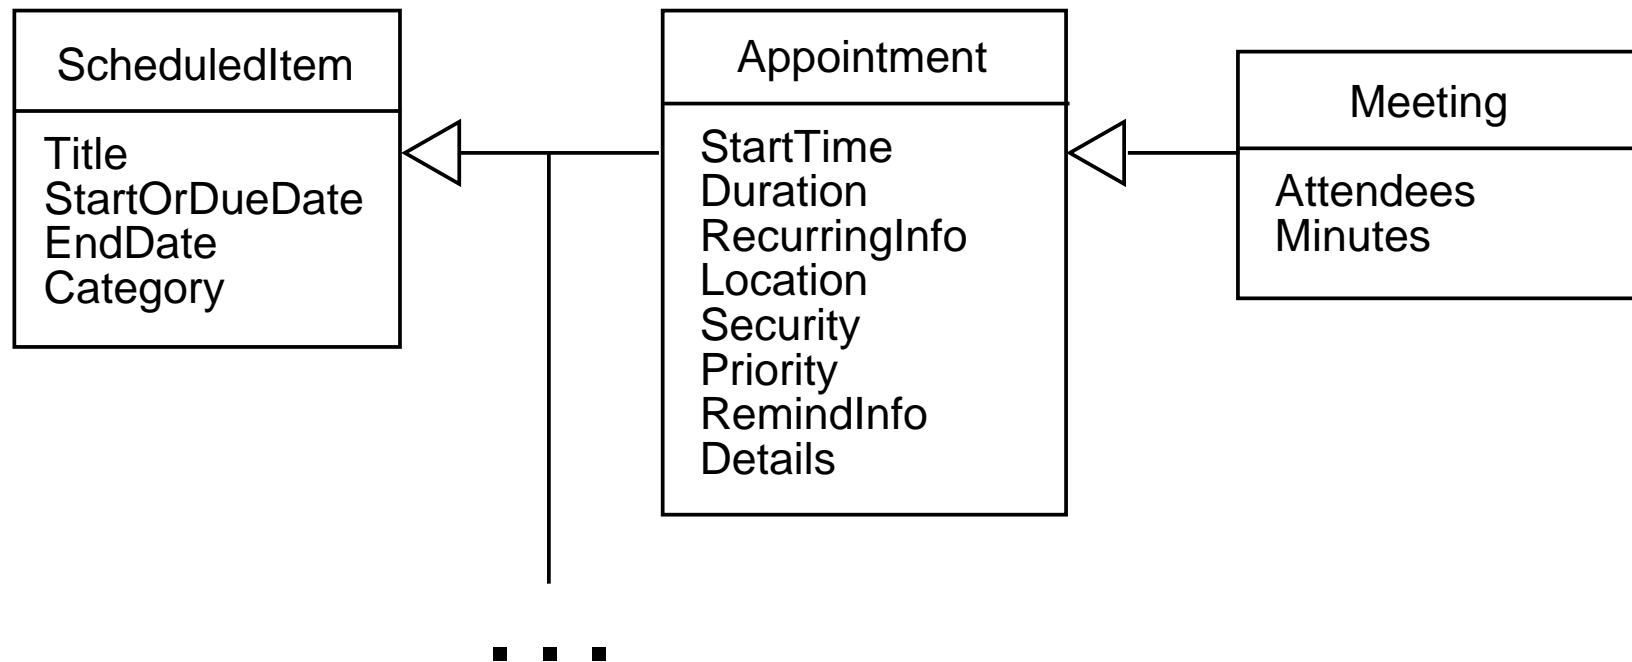 ScheduledItem
Title
StartOrDueDate
EndDate
Category
Appointment
StartTime
Duration
RecurringInfo
Location
Security
Priority
RemindInfo
Details
Meeting
Attendees
Minutes
...